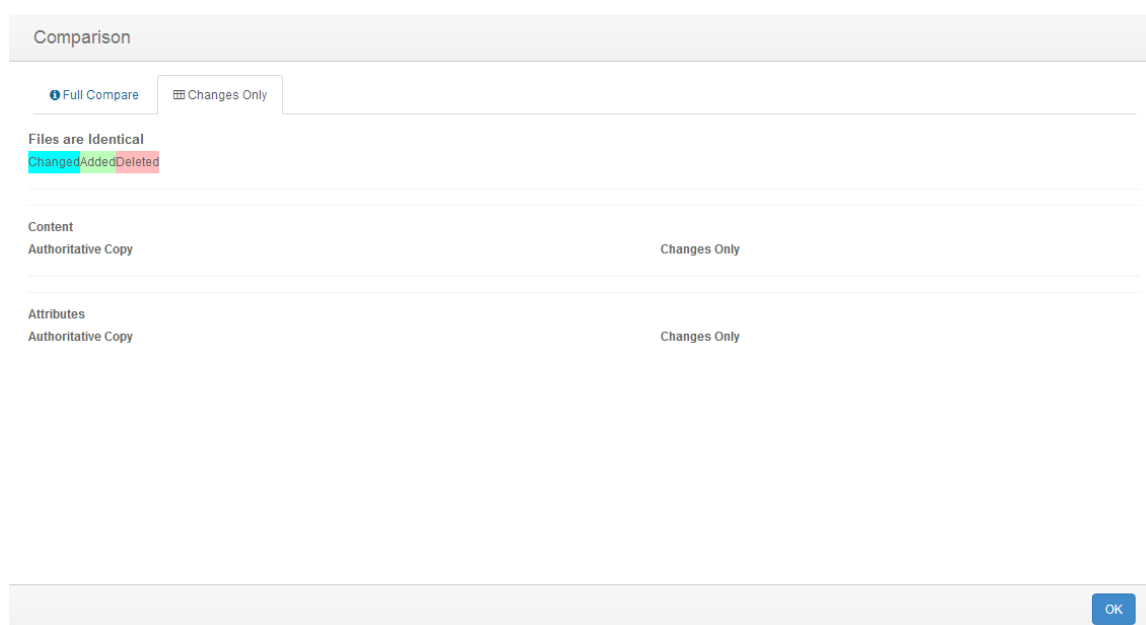 Comparison
Full Compare Changes Only
Files are Identical
ChangedAddedDeleted
Content
Authoritative Copy Changes Only
Attributes
Authoritative Copy Changes Only
OK